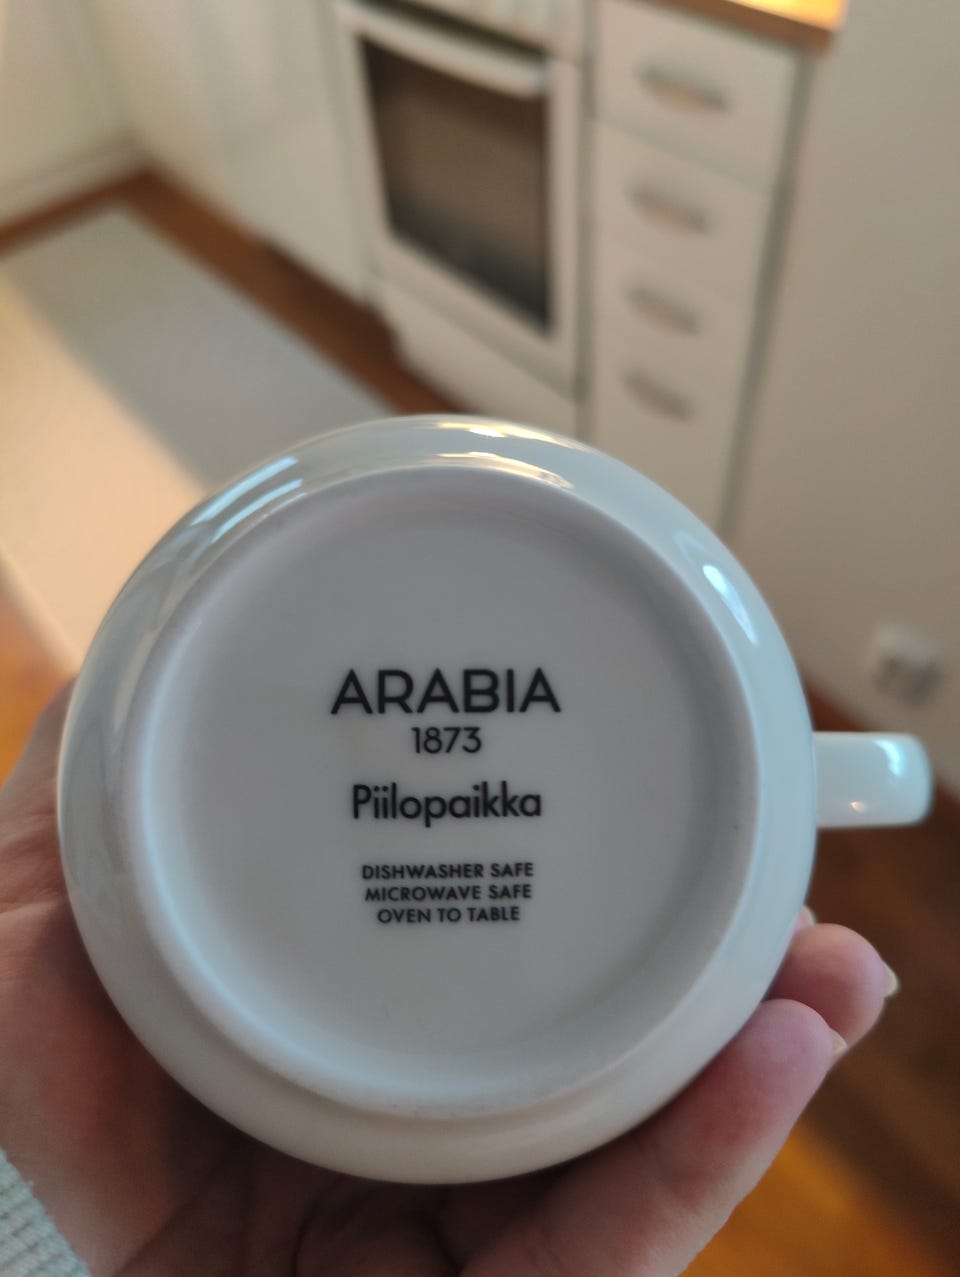 ARABIA
1873
Piilopaikka
DISHWASHER SAFE
MICROWAVE SAFE
OVEN TO TABLE